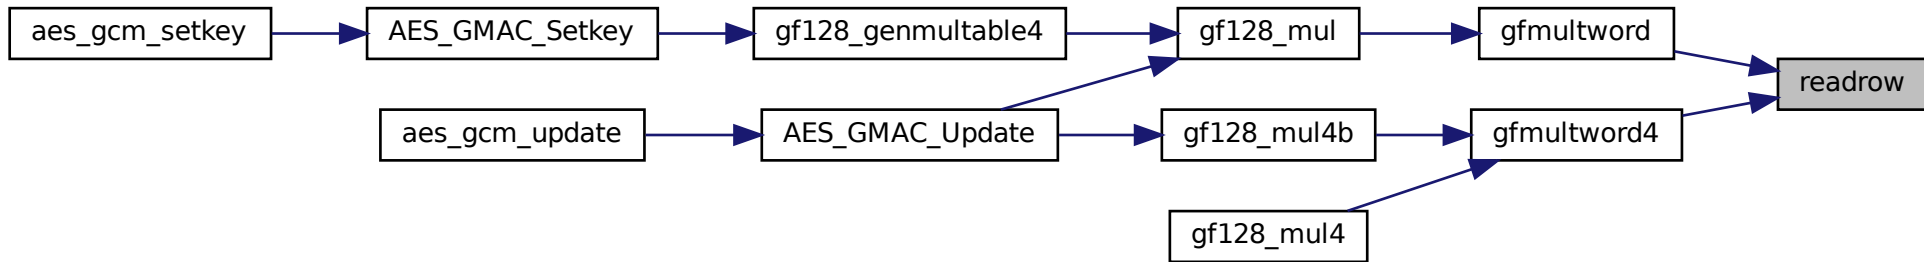 aes_gcm_setkey
AES_GMAC_Setkey
gf128_genmultable4
gf128_mul
gfmultword
readrow
aes_gcm_update
AES_GMAC_Update
gf128_mul4b
gfmultword4
gf128_mul4